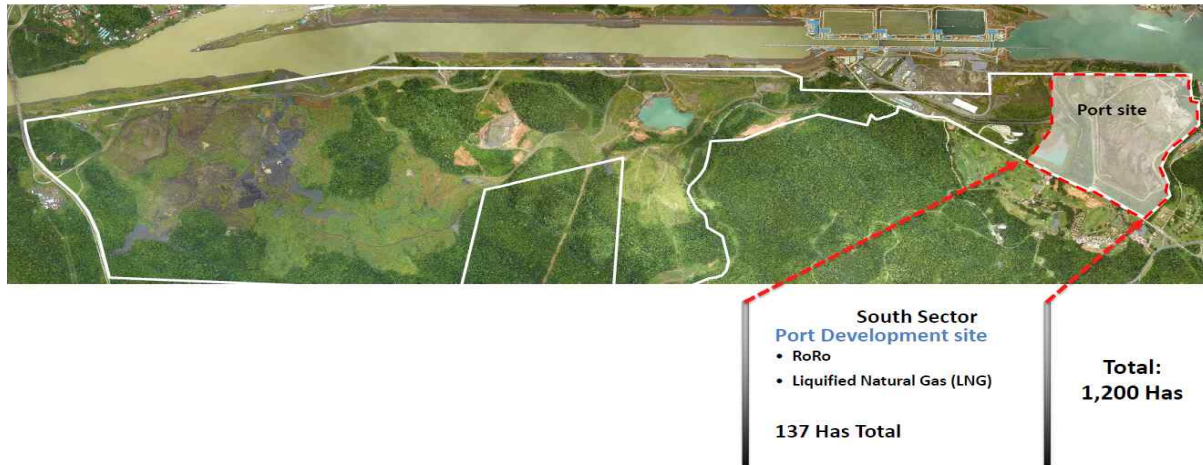 Port site
South Sector
Port Development site
• RoRo
• Liquified Natural Gas (LNG)
137 Has Total
Total:
1,200 Has